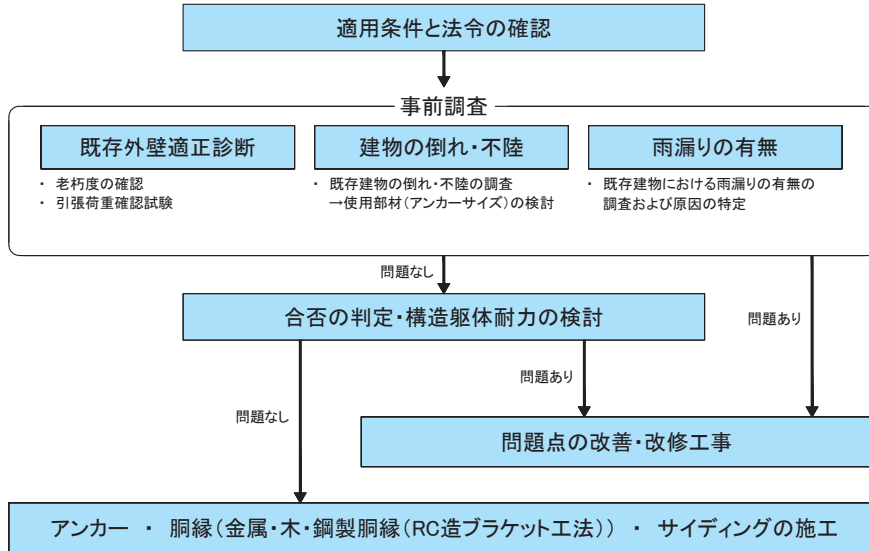 適用条件と法令の確認
事前調査
既存外壁適正診断
・ 老朽度の確認
・ 引張荷重確認試験
建物の倒れ・不陸
・ 既存建物の倒れ・不陸の調査
→使用部材（アンカーサイズ）の検討
雨漏りの有無
・ 既存建物における雨漏りの有無の
調査および原因の特定
問題なし
合否の判定・構造躯体耐力の検討
問題あり
問題あり
問題なし
問題点の改善・改修工事
アンカー ・ 胴縁（金属・木・鋼製胴縁（RC造ブラケット工法）） ・ サイディングの施工